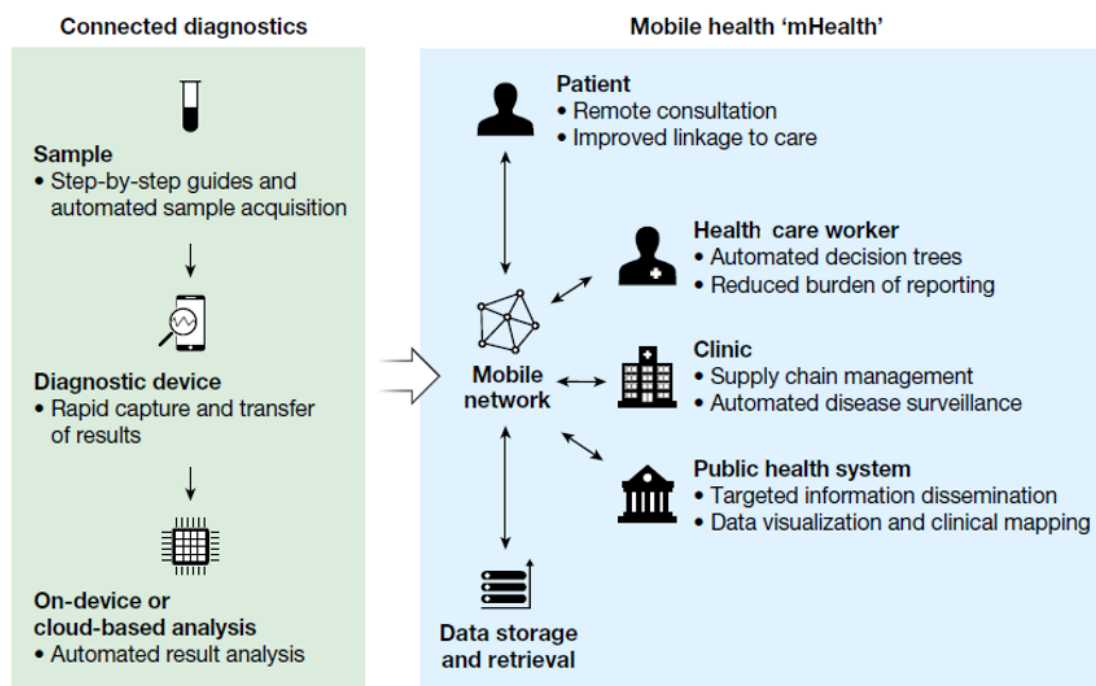 Connected diagnostics
Sample
• Step-by-step guides and
automated sample acquisition
Diagnostic device
• Rapid capture and transfer
of results
On-device or
cloud-based analysis
• Automated result analysis
Mobile health ‘mHealth’
Patient
• Remote consultation
• Improved linkage to care
Health care worker
• Automated decision trees
• Reduced burden of reporting
Mobile
network
Clinic
• Supply chain management
• Automated disease surveillance
Public health system
• Targeted information dissemination
• Data visualization and clinical mapping
Data storage
and retrieval